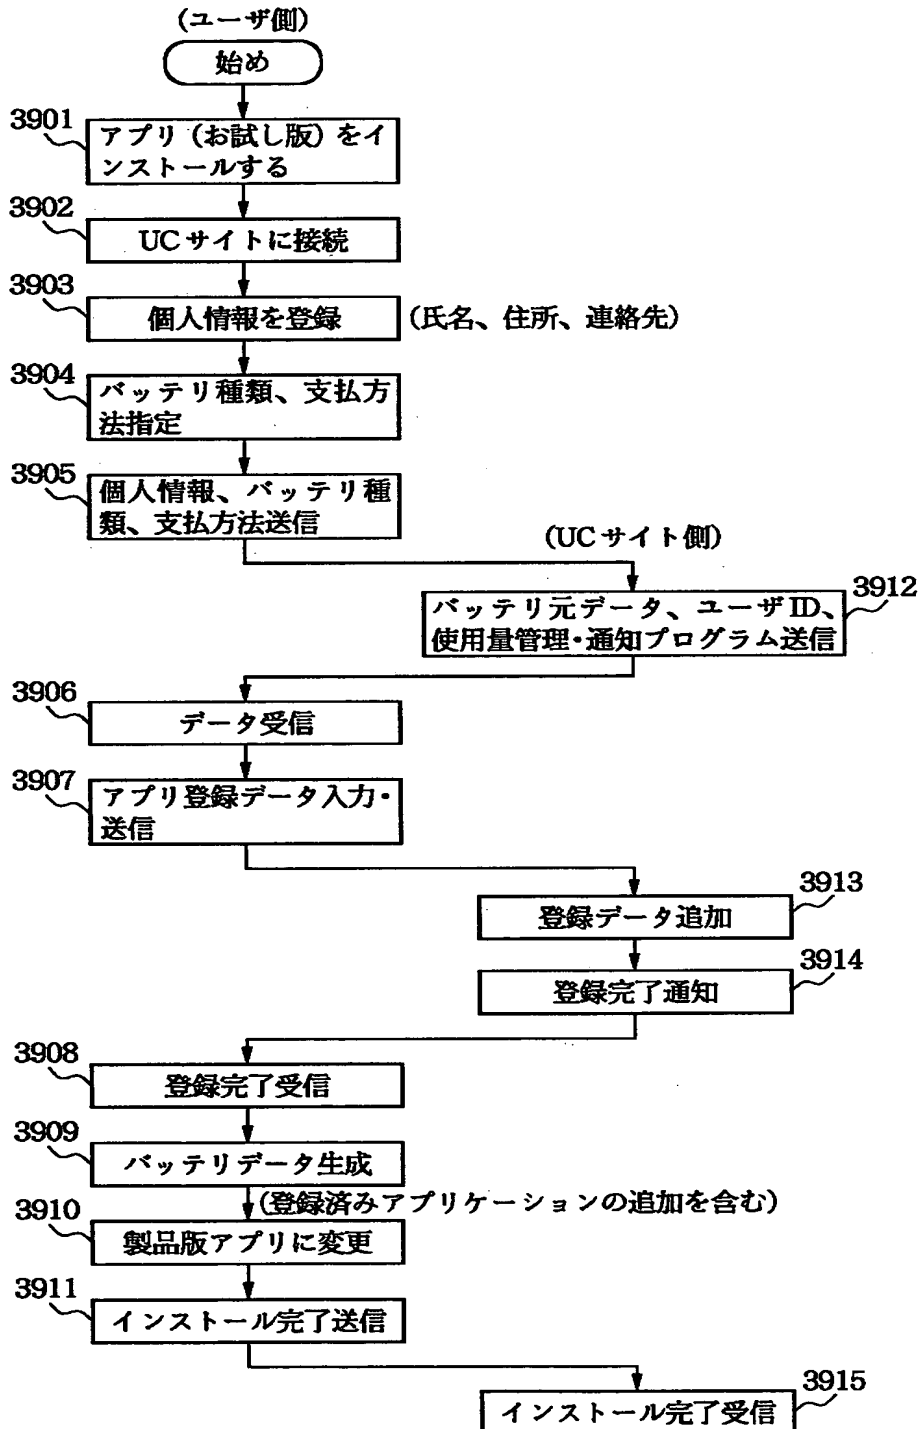 (ユーザ側)
始め
3901
アプリ(お試し版)をイ
ンストールする
3902
UCサイトに接続
3903
個人情報を登録
(氏名、住所、連絡先)
3904
バッテリ種類、支払方
法指定
3905
個人情報、バッテリ種
類、支払方法送信
(UCサイト側)
3912
バッテリ元データ、ユーザID、
使用量管理・通知プログラム送信
3906
データ受信
3907
アプリ登録データ入力・
送信
3913
登録データ追加
3914
登録完了通知
3908
登録完了受信
3909
バッテリデータ生成
(登録済みアプリケーションの追加を含む)
3910
製品版アプリに変更
3911
インストール完了送信
3915
インストール完了受信